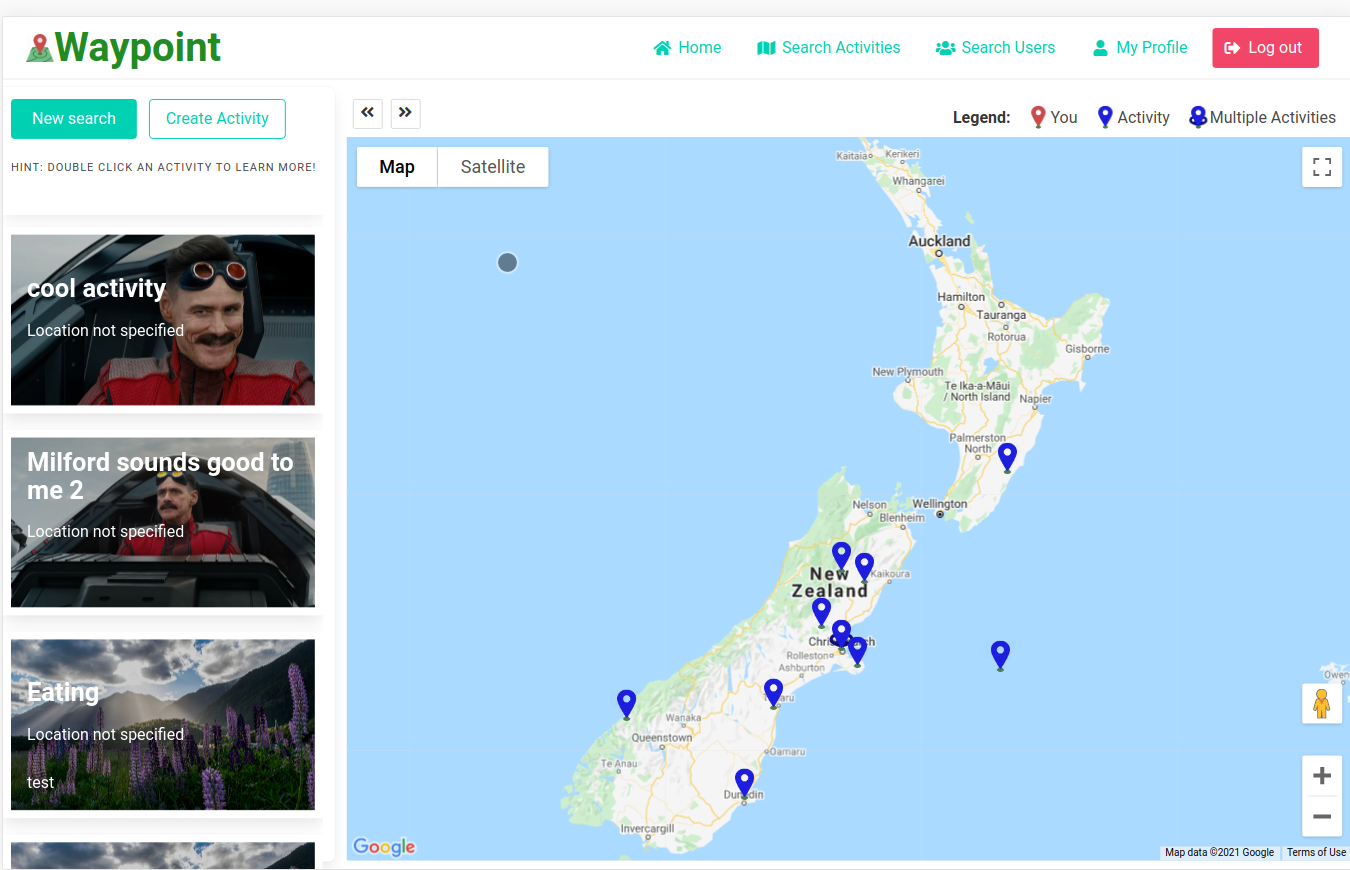 Waypoint
Home
Search Activities
Search Users
My Profile
Log out
New search
Create Activity
HINT: DOUBLE CLICK AN ACTIVITY TO LEARN MORE!
cool activity
Location not specified
Milford sounds good to
me 2
Location not specified
Eating
Location not specified
test
Legend:
You
Activity
Multiple Activities
Map
Satellite
Kaitaia
Kerikeri
Whangarei
Auckland
Hamilton
Tauranga
Rotorua
Gisborne
New Plymouth
Te Ika-a-Māui
/ North Island
Napier
Palmerston
North
Nelson
Wellington
Blenheim
New
Zealand
Kaikoura
Rolleston
Ashburton
Wanaka
Queenstown
Oamaru
Te Anau
Invercargill
Google
Map data ©2021 Google
Terms of Use